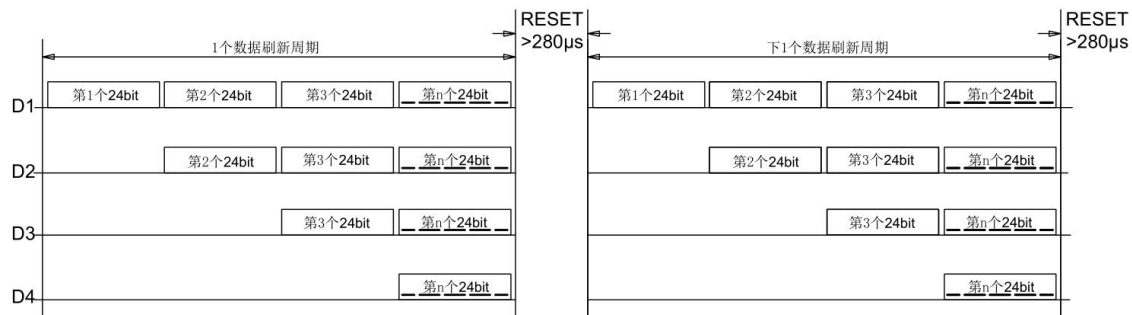 RESET
>280μs
RESET
>280μs
1个数据刷新周期
下1个数据刷新周期
D1
第1个24bit
第2个24bit
第3个24bit
第n个24bit
第1个24bit
第2个24bit
第3个24bit
第n个24bit
D2
第2个24bit
第3个24bit
第n个24bit
第2个24bit
第3个24bit
第n个24bit
D3
第3个24bit
第n个24bit
第3个24bit
第n个24bit
D4
第n个24bit
第n个24bit